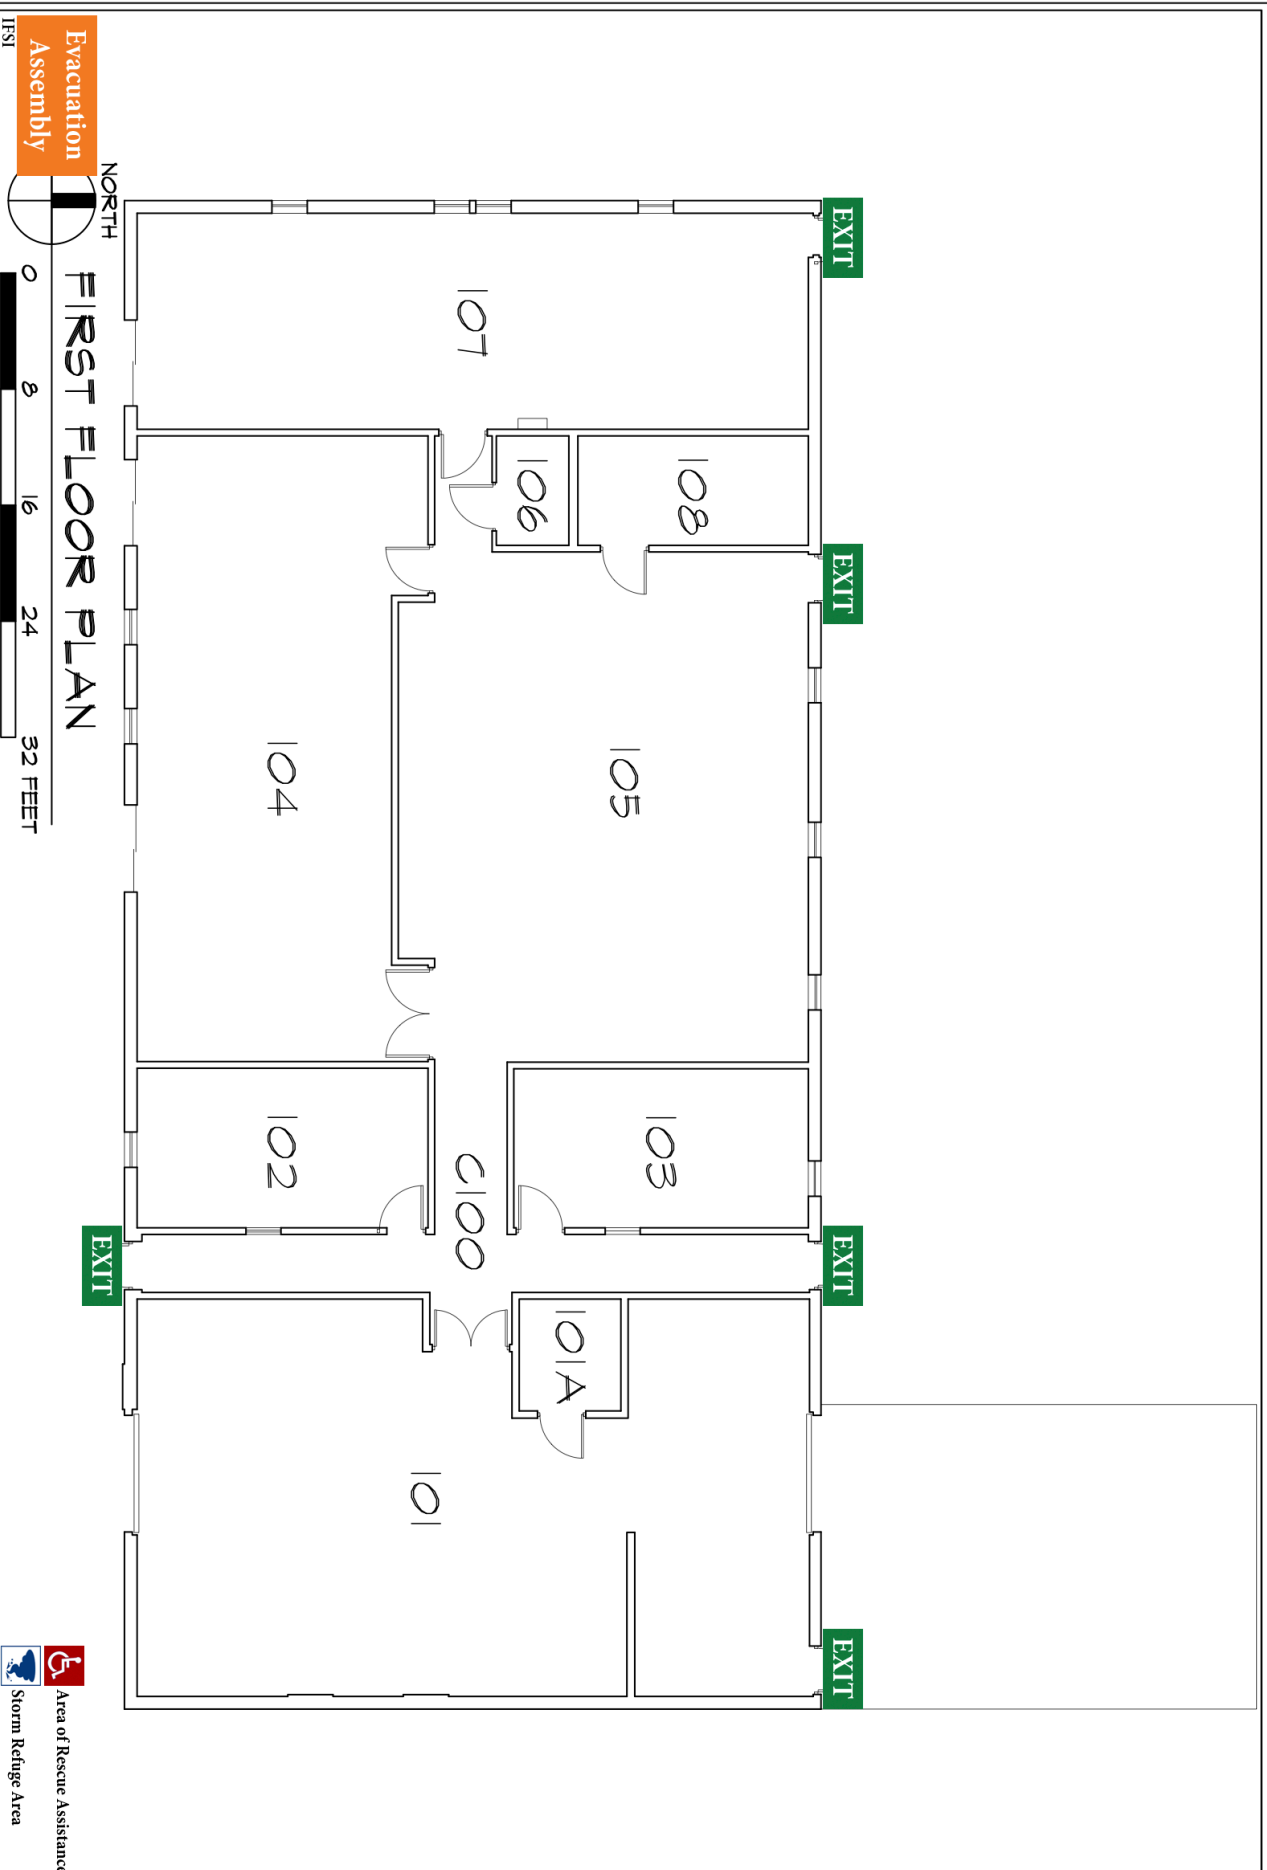 EXIT
EXIT
EXIT
EXIT
107
106
108
105
104
103
102
C100
101A
101
EXIT
NORTH
FIRST FLOOR PLAN
0 8 16 24 32 FEET
Evacuation
Assembly
IFSI
Area of Rescue Assistance
Storm Refuge Area